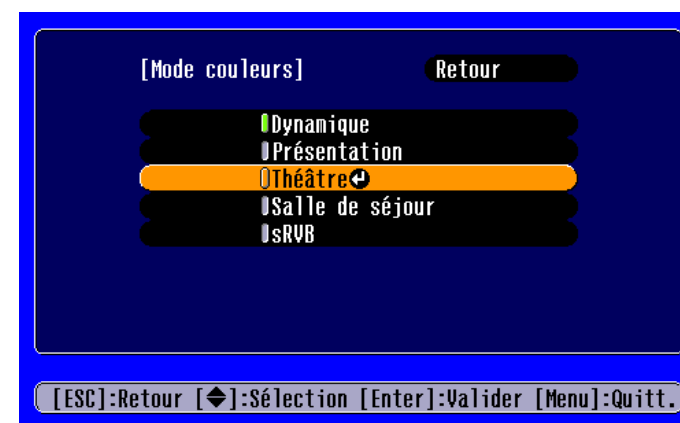 [Mode couleurs] Retour
Dynamique
Présentation
Théâtre
Salle de séjour
sRVB
[ESC]:Retour [◆]:Sélection [Enter]:Valider [Menu]:Quitt.